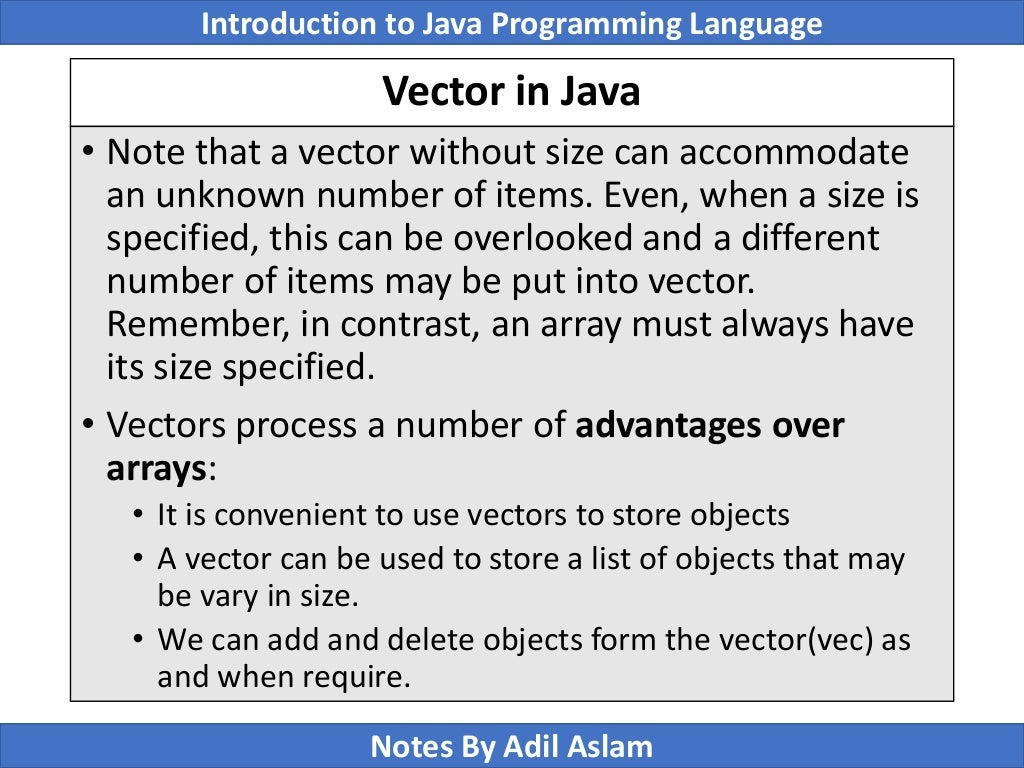 Introduction to Java Programming Language
Vector in Java
• Note that a vector without size can accommodate
an unknown number of items. Even, when a size is
specified, this can be overlooked and a different
number of items may be put into vector.
Remember, in contrast, an array must always have
its size specified.
• Vectors process a number of advantages over
arrays:
• It is convenient to use vectors to store objects
• A vector can be used to store a list of objects that may
be vary in size.
• We can add and delete objects form the vector(vec) as
and when require.
Notes By Adil Aslam